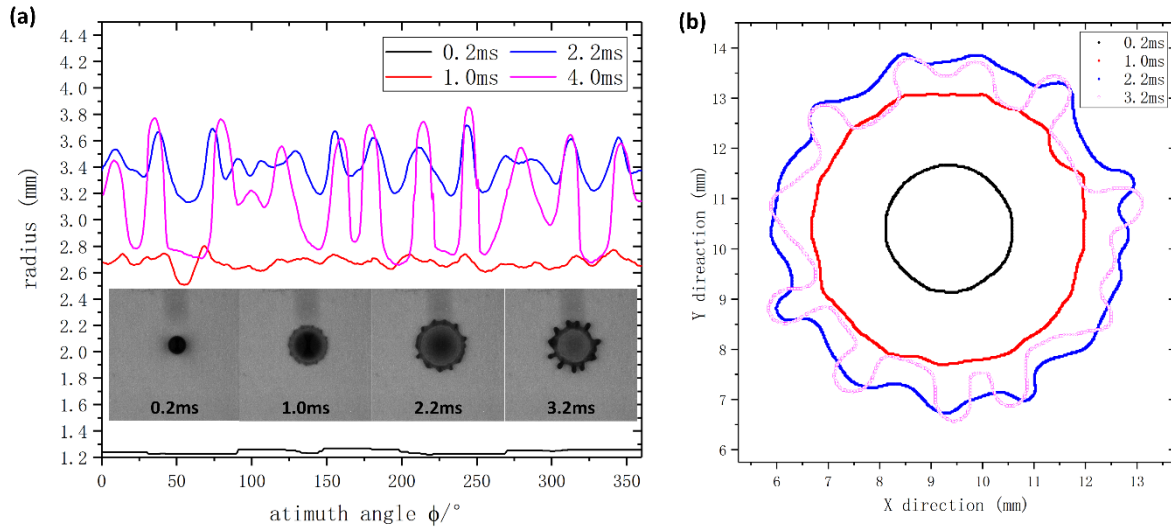 (a)
4.4
4.2
4.0
3.8
3.6
3.4
3.2
3.0
2.8
2.6
2.4
2.2
2.0
1.8
1.6
1.4
1.2
radius (mm)
0.2ms 2.2ms
1.0ms 4.0ms
0.2ms 1.0ms 2.2ms 3.2ms
0 50 100 150 200 250 300 350
atimuth angle ϕ/°
(b)
14
13
12
11
10
9
8
7
6
Y direaction (mm)
0.2ms
1.0ms
2.2ms
3.2ms
6 7 8 9 10 11 12 13
X direction (mm)